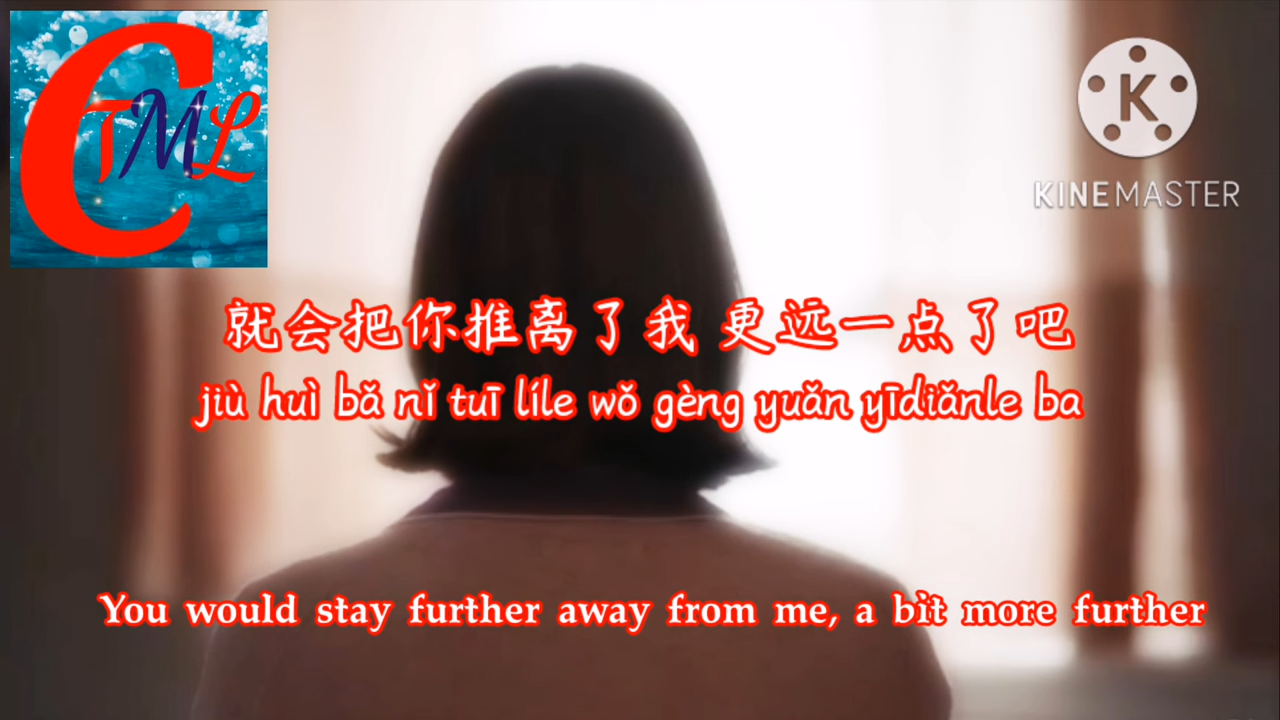 CTML
K
KINEMASTER
就会把你推离了我 更远一点了吧
jiù huì bǎ nǐ tuī líle wǒ gèng yuǎn yīdiǎnle ba
You would stay further away from me, a bit more further